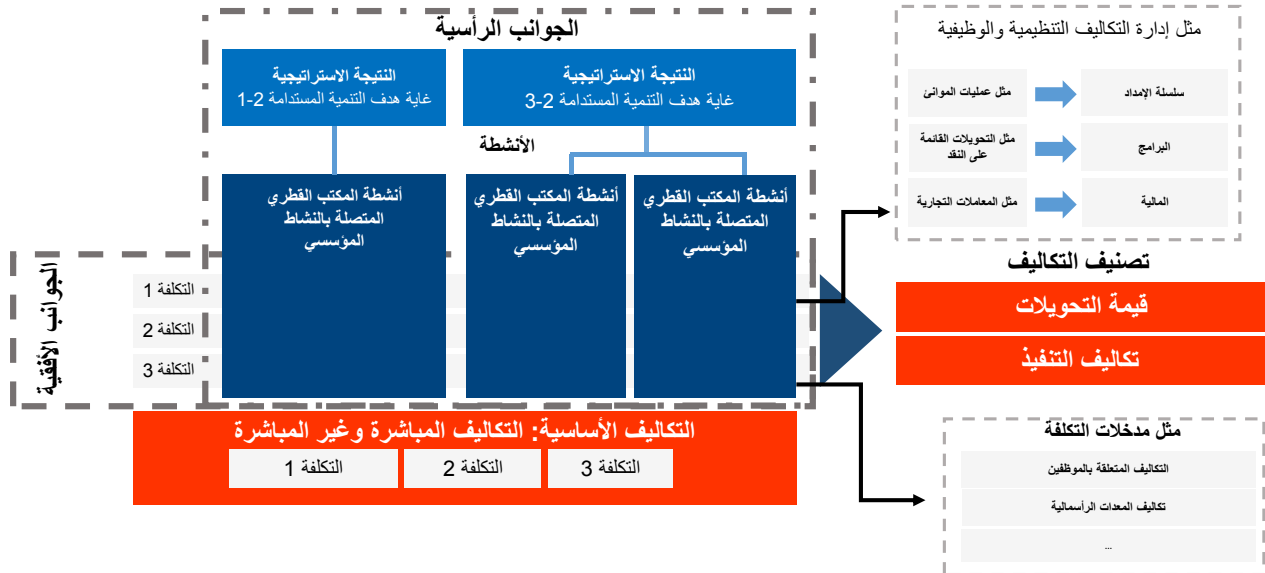 الجوانب الرأسية
النتيجة الاستراتيجية
غاية هدف التنمية المستدامة 2-1
النتيجة الاستراتيجية
غاية هدف التنمية المستدامة 2-3
الأنشطة
أنشطة المكتب القطري
المتصلة بالنشاط
المؤسسي
أنشطة المكتب القطري
المتصلة بالنشاط
المؤسسي
أنشطة المكتب القطري
المتصلة بالنشاط
المؤسسي
الجوانب الأفقية
التكلفة 1
التكلفة 2
التكلفة 3
التكاليف الأساسية: التكاليف المباشرة وغير المباشرة
التكلفة 1
التكلفة 2
التكلفة 3
مثل إدارة التكاليف التنظيمية والوظيفية
سلسلة الإمداد
مثل عمليات الموانئ
البرامج
مثل التحويلات القائمة
على النقد
المالية
مثل المعاملات التجارية
تصنيف التكاليف
قيمة التحويلات
تكاليف التنفيذ
مثل مدخلات التكلفة
التكاليف المتعلقة بالموظفين
تكاليف المعدات الرأسمالية
...